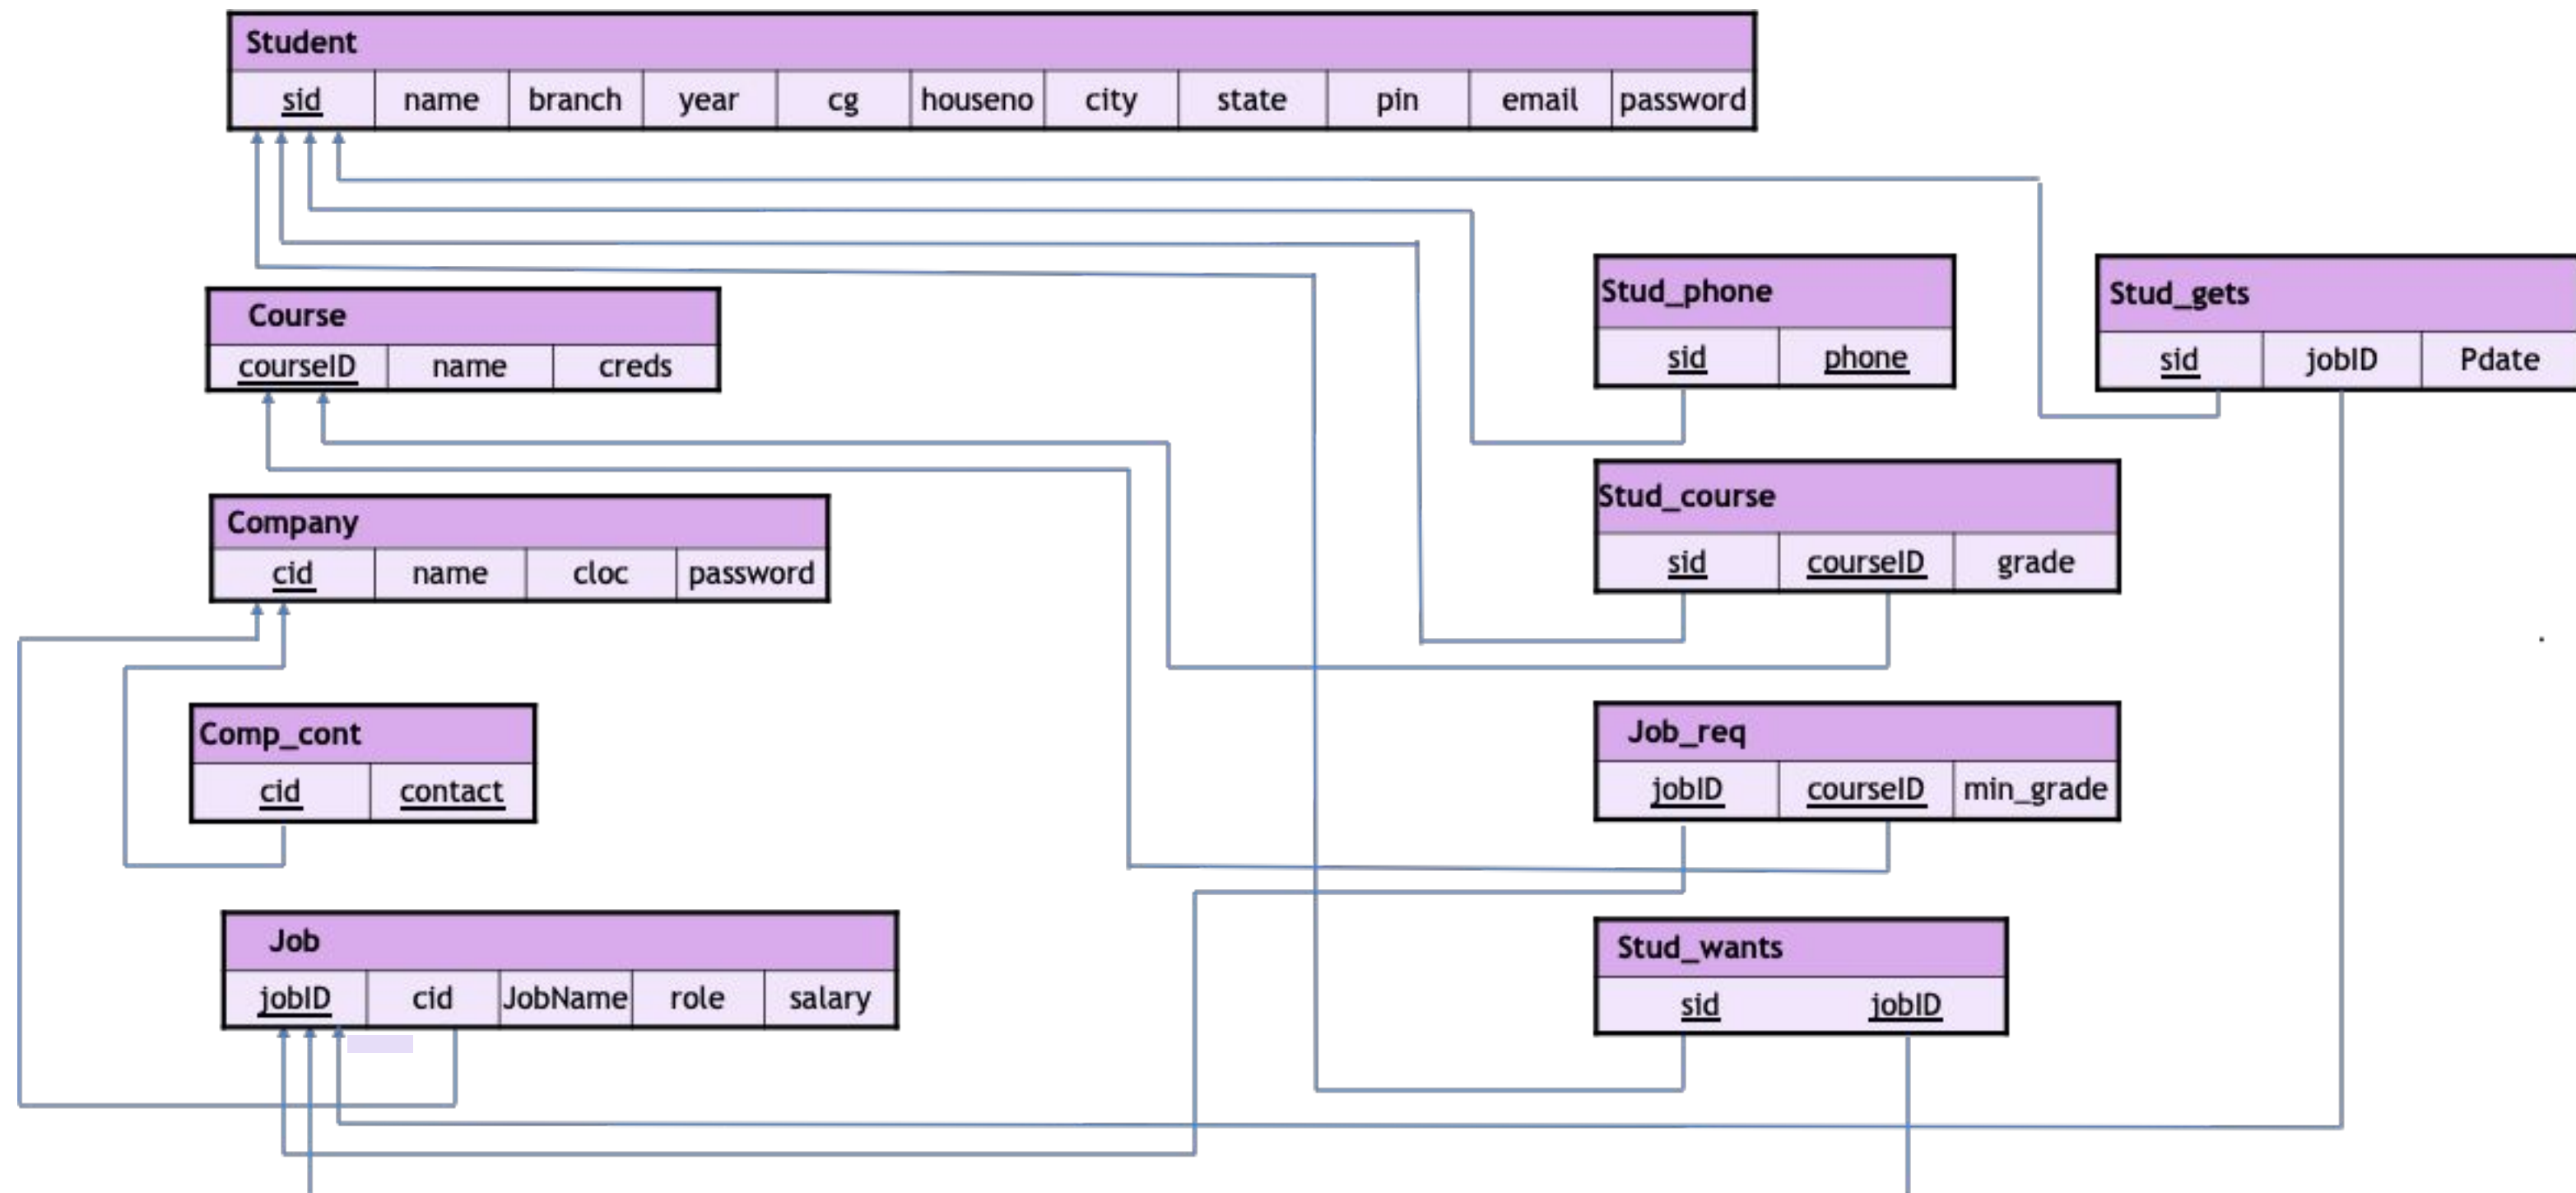 Student
sid name branch year cg houseno city state pin email password
Stud_phone
sid phone
Stud_gets
sid jobID Pdate
Course
courseID name creds
Stud_course
sid courseID grade
Company
cid name cloc password
Comp_cont
cid contact
Job_req
jobID courseID min_grade
Job
jobID cid JobName role salary
Stud_wants
sid jobID